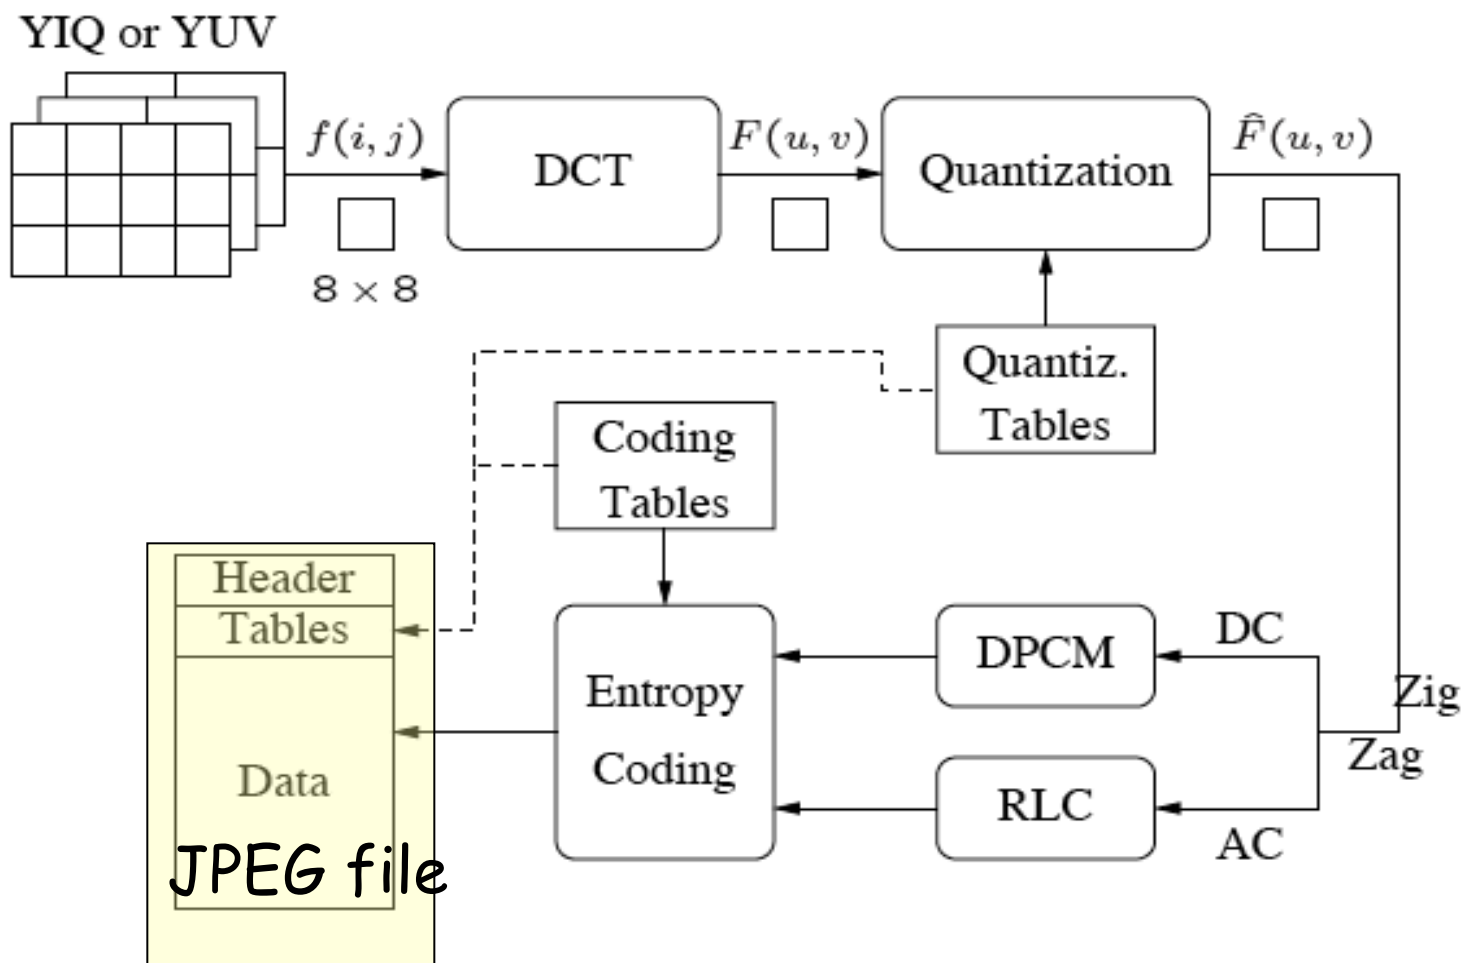 YIQ or YUV
f(i, j)
8 × 8
DCT
F(u, v)
Quantization
F̂(u, v)
Quantiz.
Tables
Coding
Tables
Header
Tables
Data
JPEG file
Entropy
Coding
DPCM
RLC
DC
AC
Zig
Zag